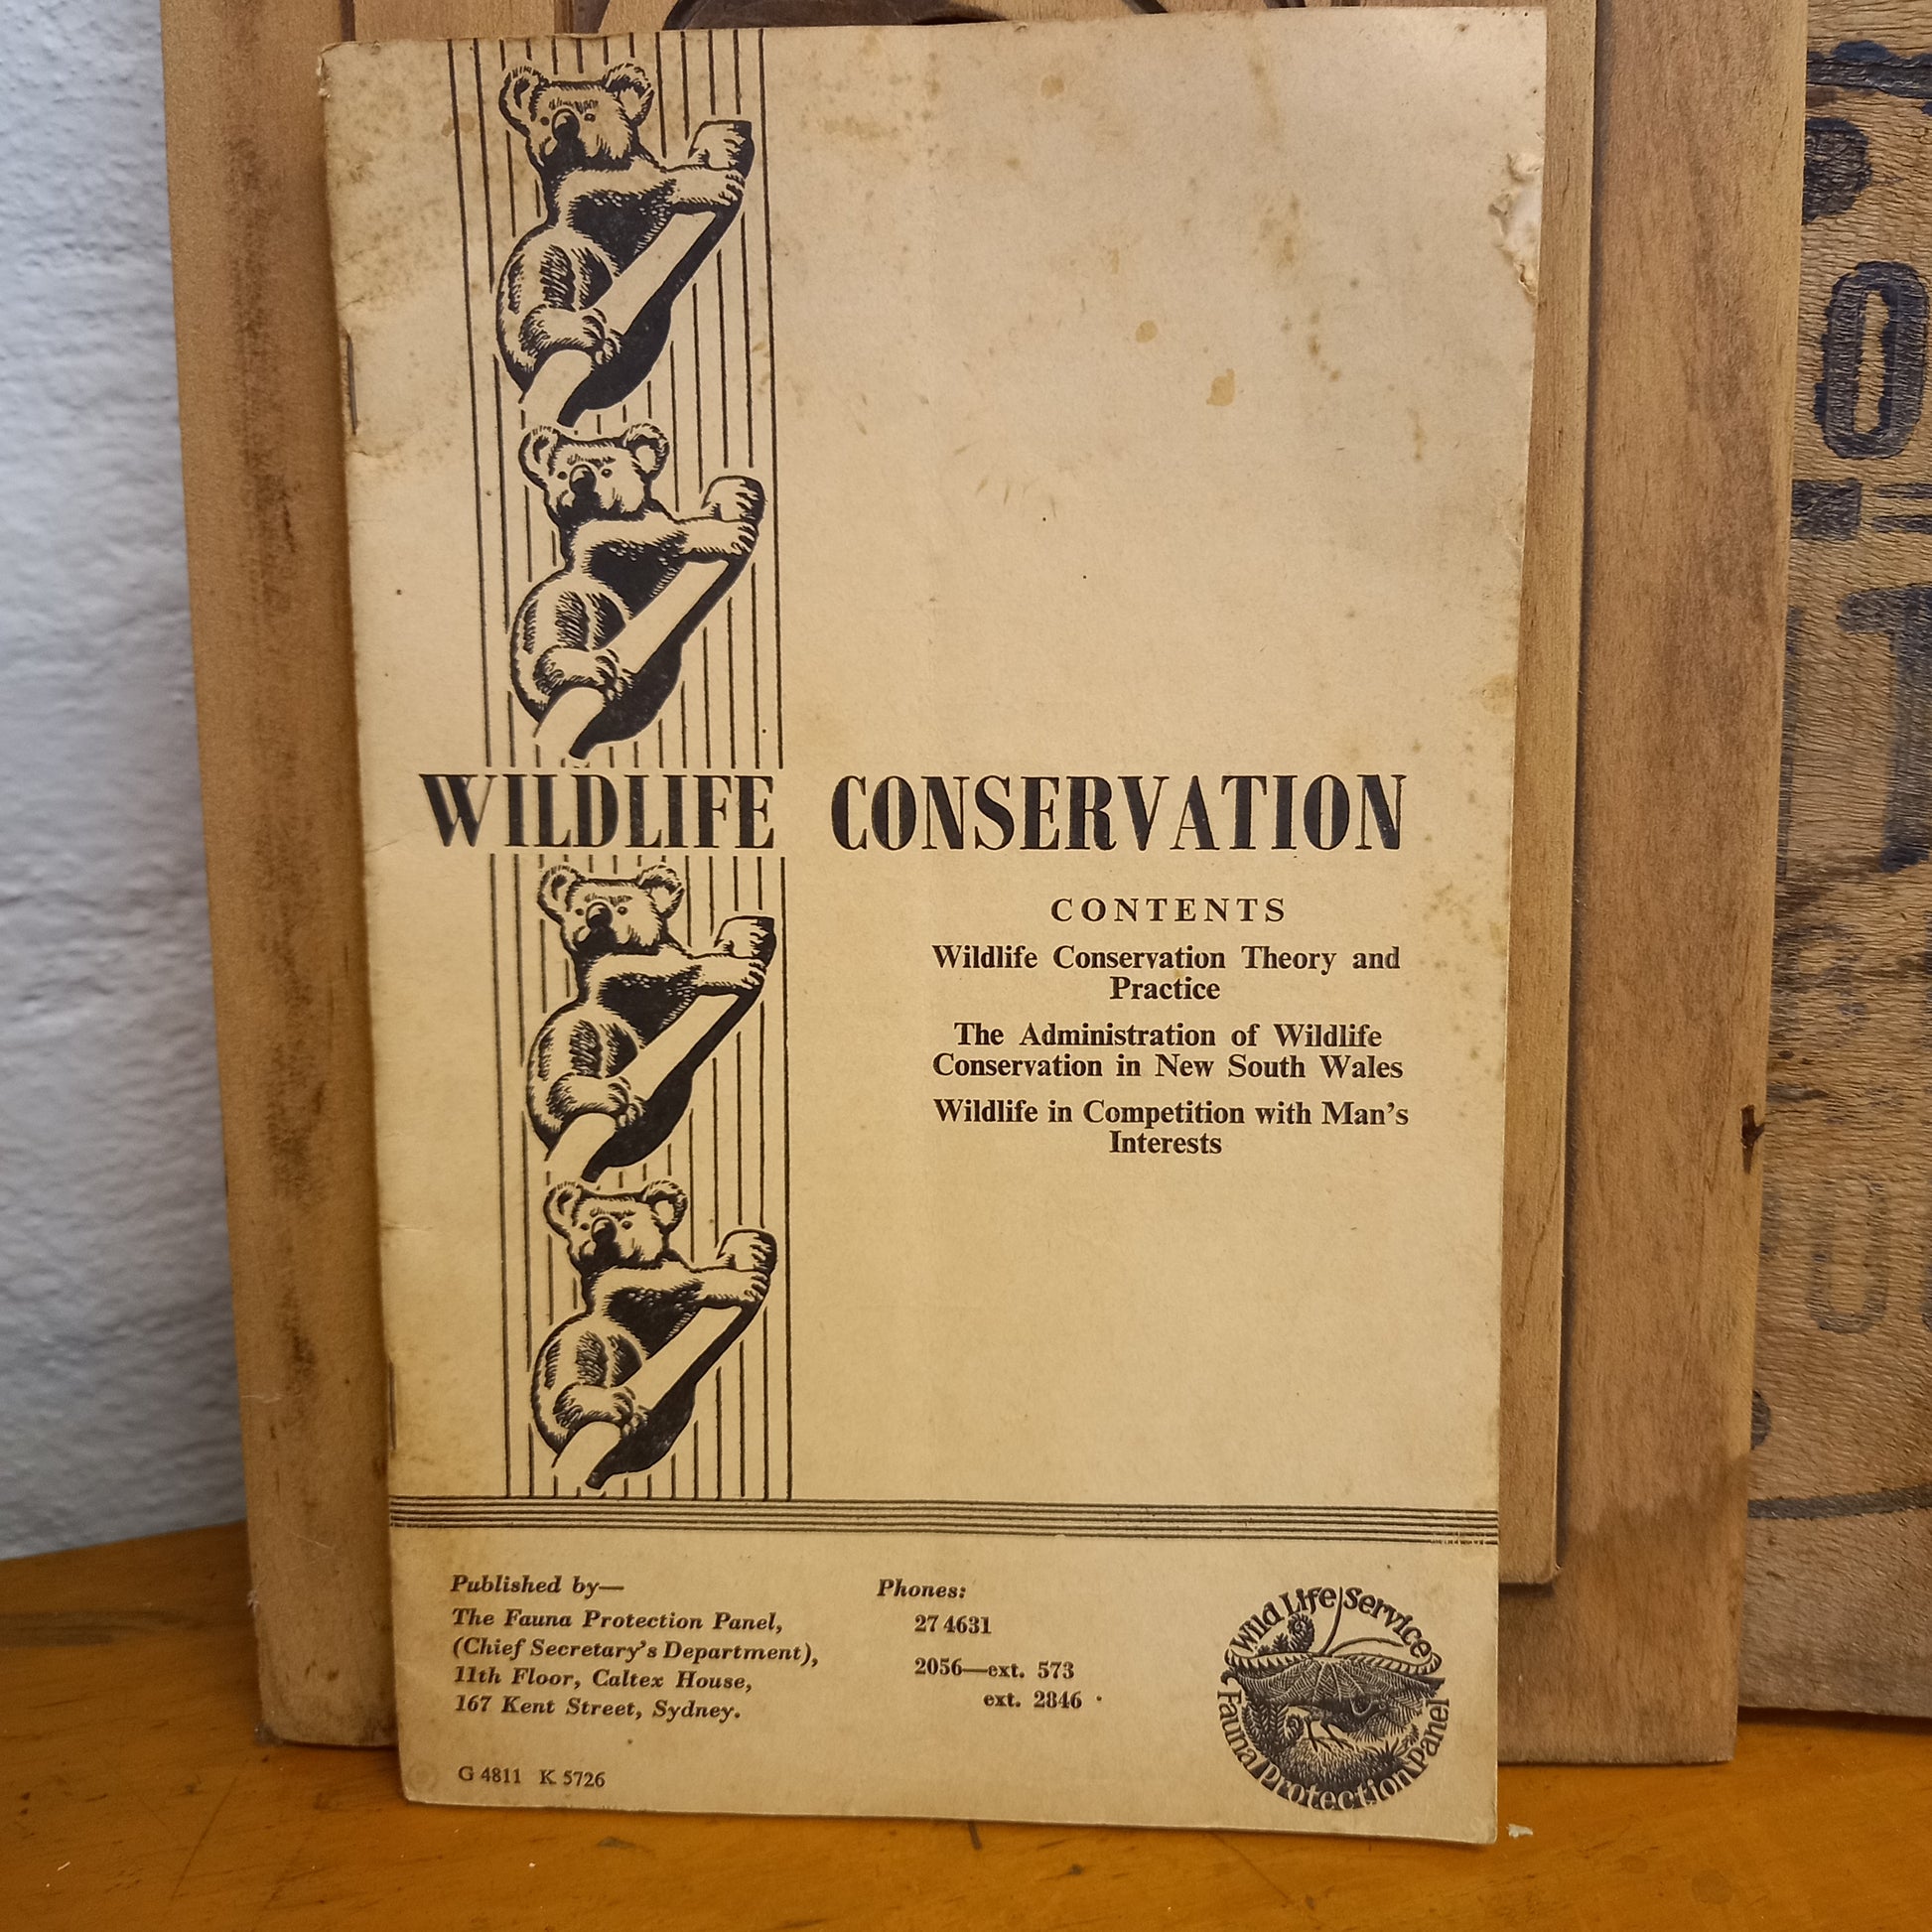 WILDLIFE CONSERVATION
CONTENTS
Wildlife Conservation Theory and
Practice
The Administration of Wildlife
Conservation in New South Wales
Wildlife in Competition with Man's
Interests
Published by—
The Fauna Protection Panel,
(Chief Secretary's Department),
11th Floor, Caltex House,
167 Kent Street, Sydney.
Phones:
27 4631
2056—ext. 573
ext. 2846
G 4811 K 5726
Wild Life Service
Fauna Protection Panel